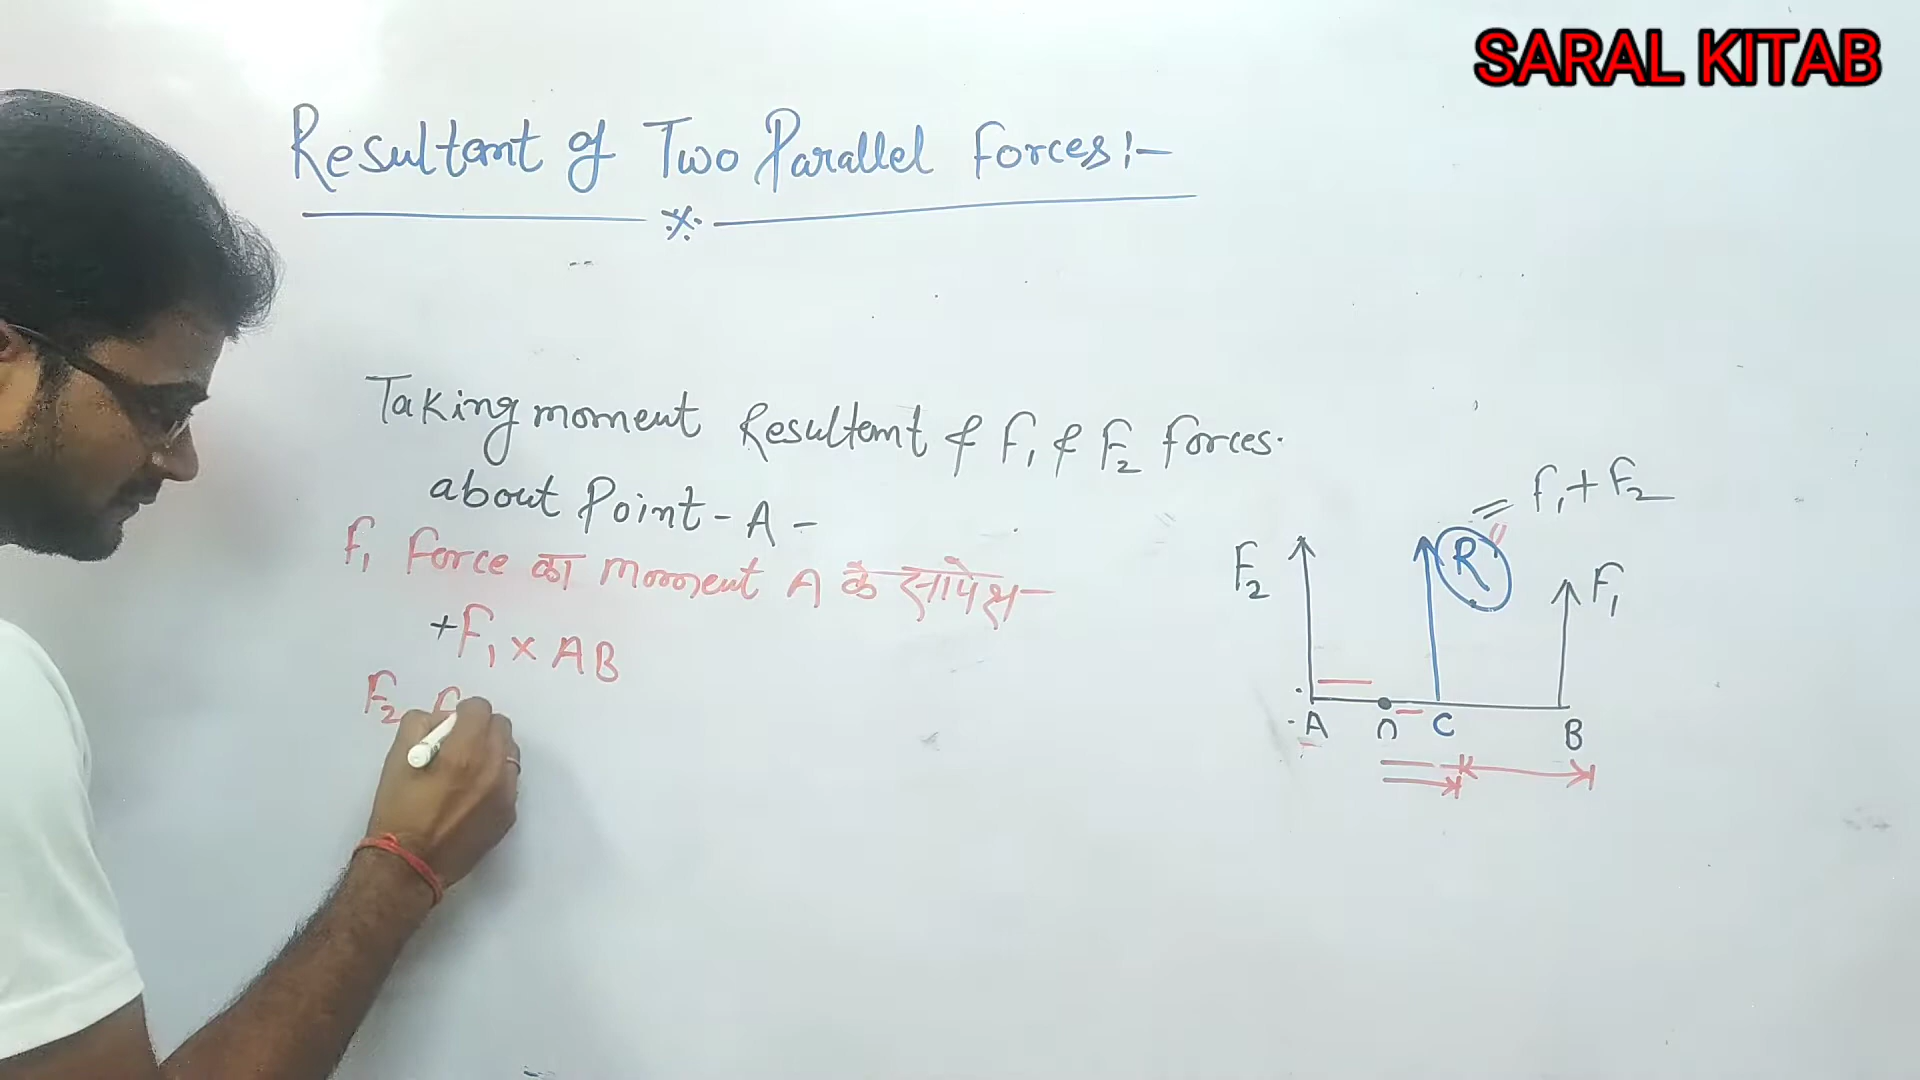 SARAL KITAB
Resultant of Two Parallel Forces:-
Taking moment Resultant & F1 & F2 forces.
about Point - A -
F1 Force का moment A के सापेक्ष -
+F1 × AB
F2 F
= F1 + F2
F2 R F1
A O C B